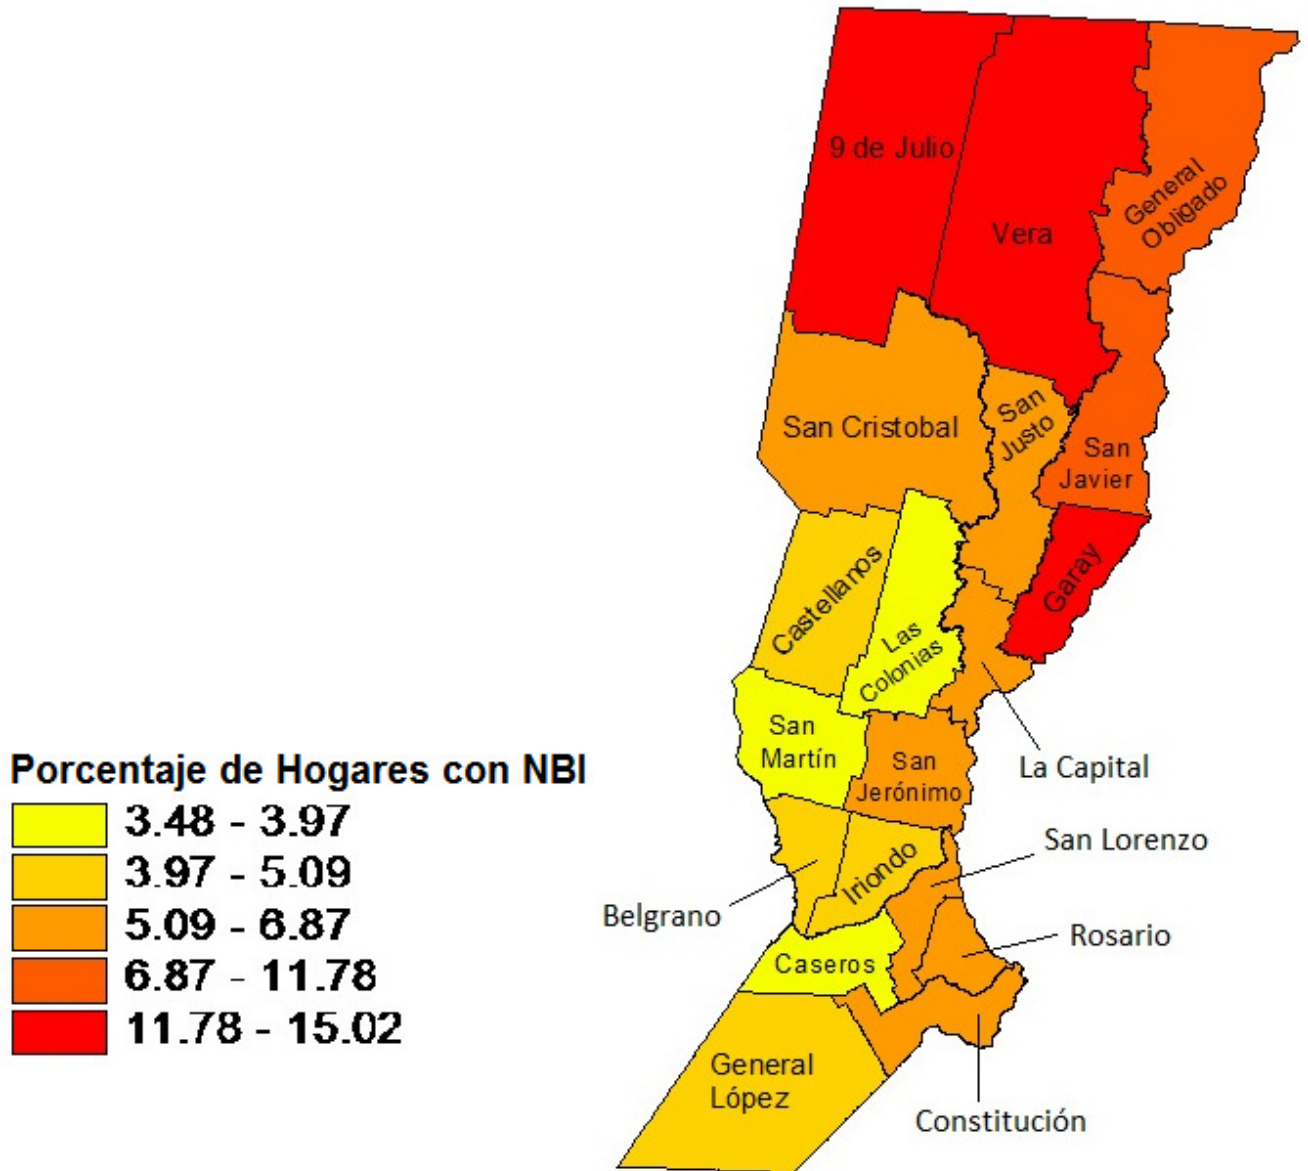 9 de Julio
Vera
General
Obligado
San Cristobal
San
Justo
San
Javier
Castellanos
Las
Colonias
Garay
San
Martín
San
Jerónimo
La Capital
Porcentaje de Hogares con NBI
3.48 - 3.97
3.97 - 5.09
5.09 - 6.87
6.87 - 11.78
11.78 - 15.02
San Lorenzo
Iriondo
Belgrano
Rosario
Caseros
General
López
Constitución